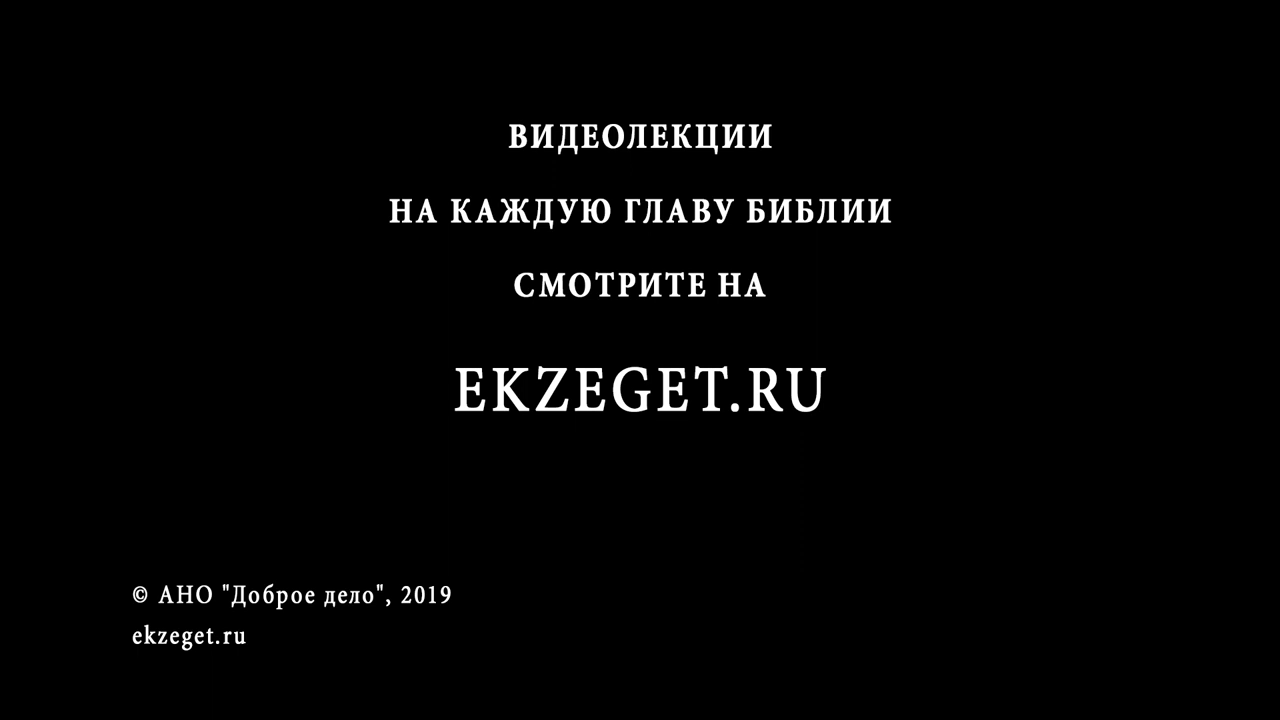 ВИДЕОЛЕКЦИИ
НА КАЖДУЮ ГЛАВУ БИБЛИИ
СМОТРИТЕ НА
EKZEGET.RU
© АНО "Доброе дело", 2019
ekzeget.ru